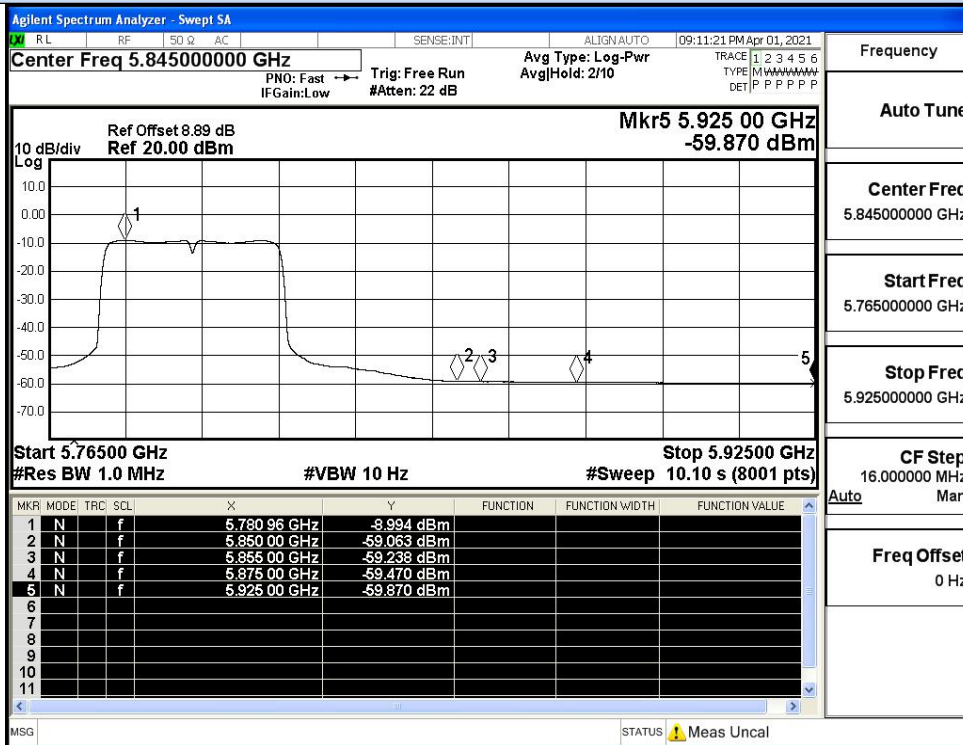 Agilent Spectrum Analyzer - Swept SA
LXI RL RF 50 Ω AC SENSE:INT ALIGNAUTO 09:11:21 PM Apr 01, 2021
Center Freq 5.845000000 GHz
PNO: Fast
IFGain:Low
Trig: Free Run
#Atten: 22 dB
Avg Type: Log-Pwr
Avg|Hold: 2/10
TRACE 1 2 3 4 5 6
TYPE MWWWWW
DET P P P P P P
Ref Offset 8.89 dB
10 dB/div Ref 20.00 dBm
Log
Mkr5 5.925 00 GHz
-59.870 dBm
10.0
0.00
-10.0
-20.0
-30.0
-40.0
-50.0
-60.0
-70.0
1
2
3
4
5
Start 5.76500 GHz Stop 5.92500 GHz
#Res BW 1.0 MHz #VBW 10 Hz #Sweep 10.10 s (8001 pts)
MKR MODE TRC SCL X Y FUNCTION FUNCTION WIDTH FUNCTION VALUE
1 N f 5.780 96 GHz -8.994 dBm
2 N f 5.850 00 GHz -59.063 dBm
3 N f 5.855 00 GHz -59.238 dBm
4 N f 5.875 00 GHz -59.470 dBm
5 N f 5.925 00 GHz -59.870 dBm
6
7
8
9
10
11
MSG STATUS Meas Uncal
Frequency
Auto Tune
Center Freq
5.845000000 GHz
Start Freq
5.765000000 GHz
Stop Freq
5.925000000 GHz
CF Step
16.000000 MHz
Auto Man
Freq Offset
0 Hz